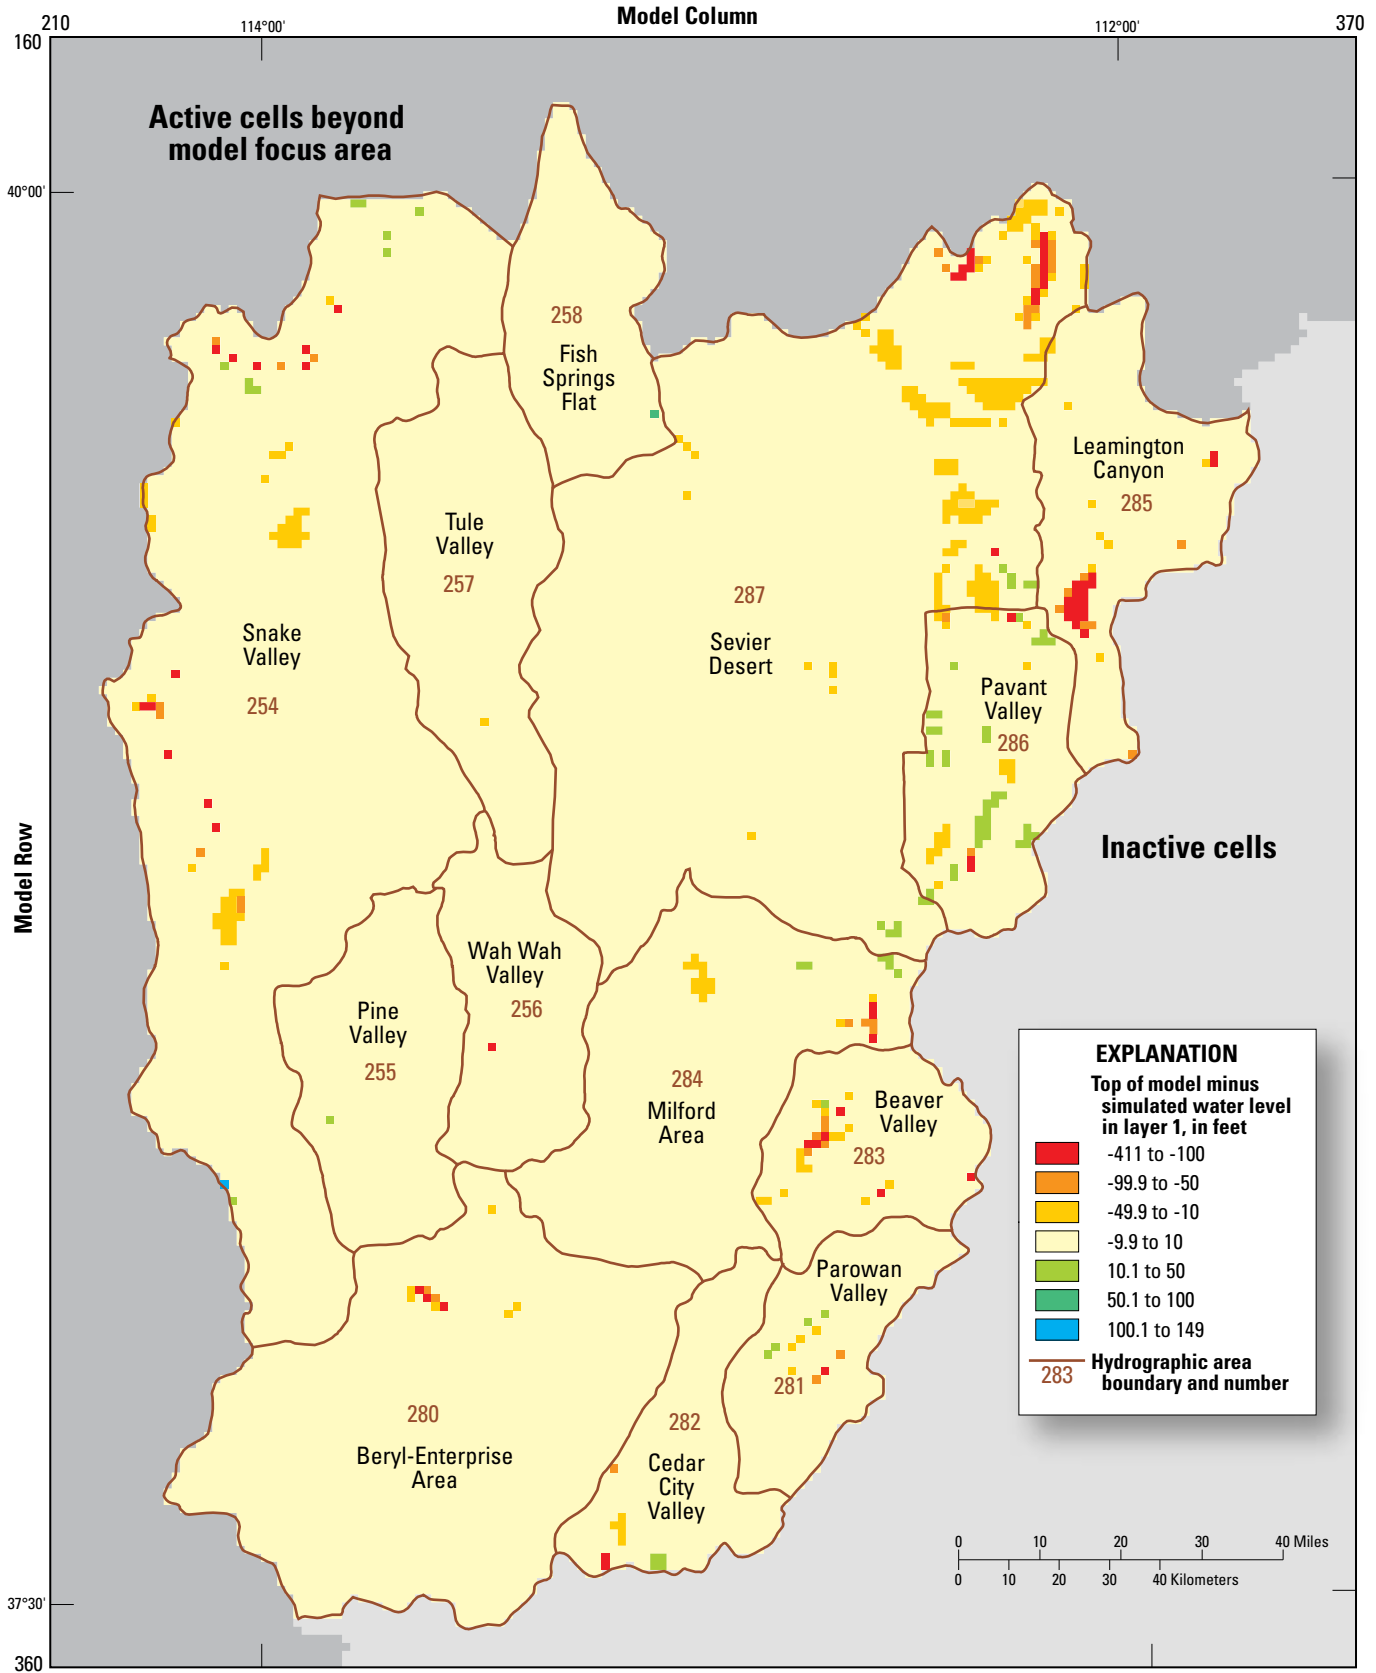 Model Column
210
114°00'
112°00'
370
160
Active cells beyond
model focus area
40°00'
258
Fish
Springs
Flat
Leamington
Canyon
285
Tule
Valley
257
287
Sevier
Desert
Snake
Valley
254
Pavant
Valley
286
Inactive cells
Model Row
Wah Wah
Valley
256
Pine
Valley
255
284
Milford
Area
Beaver
Valley
283
Parowan
Valley
281
280
Beryl-Enterprise
Area
282
Cedar
City
Valley
EXPLANATION
Top of model minus
simulated water level
in layer 1, in feet
-411 to -100
-99.9 to -50
-49.9 to -10
-9.9 to 10
10.1 to 50
50.1 to 100
100.1 to 149
283 Hydrographic area
boundary and number
0 10 20 30 40 Miles
0 10 20 30 40 Kilometers
37°30'
360